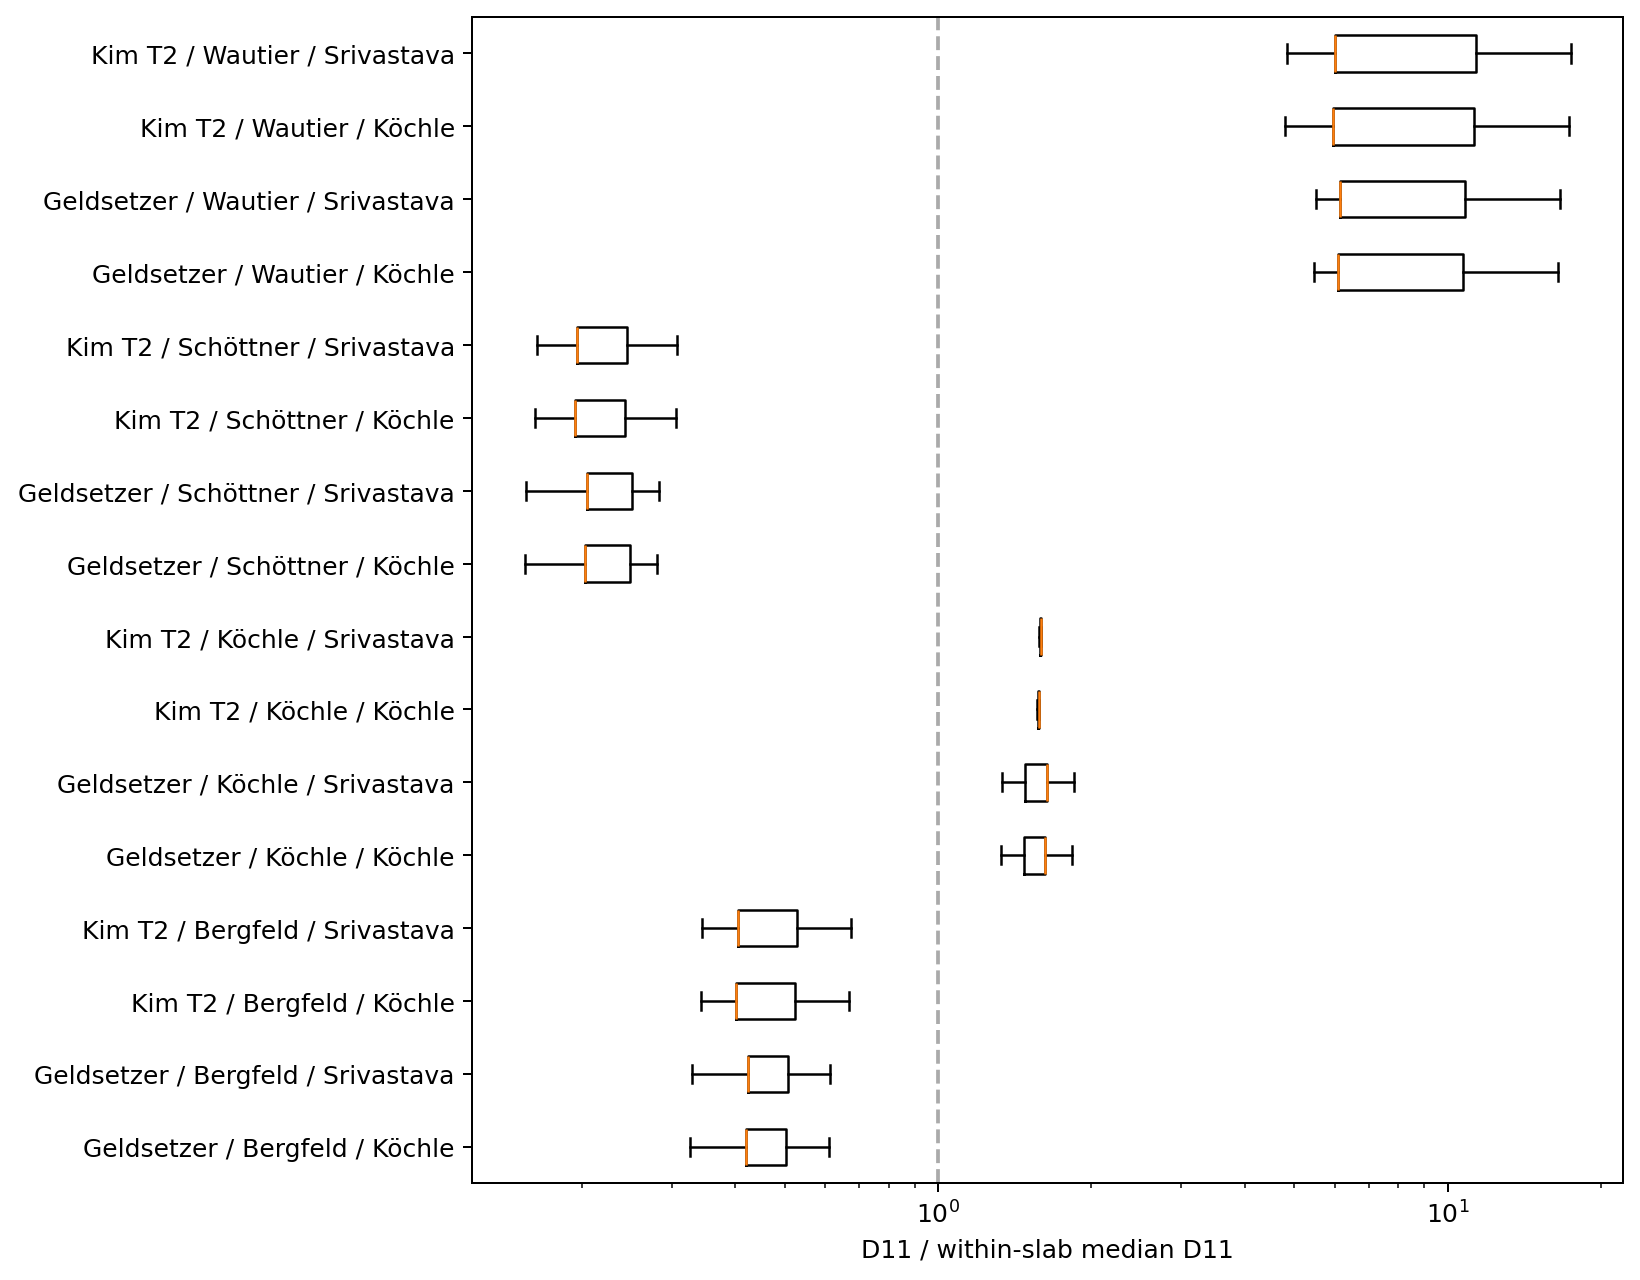 Kim T2 / Wautier / Srivastava
Kim T2 / Wautier / Köchle
Geldsetzer / Wautier / Srivastava
Geldsetzer / Wautier / Köchle
Kim T2 / Schöttner / Srivastava
Kim T2 / Schöttner / Köchle
Geldsetzer / Schöttner / Srivastava
Geldsetzer / Schöttner / Köchle
Kim T2 / Köchle / Srivastava
Kim T2 / Köchle / Köchle
Geldsetzer / Köchle / Srivastava
Geldsetzer / Köchle / Köchle
Kim T2 / Bergfeld / Srivastava
Kim T2 / Bergfeld / Köchle
Geldsetzer / Bergfeld / Srivastava
Geldsetzer / Bergfeld / Köchle
10⁰ 10¹
D11 / within-slab median D11